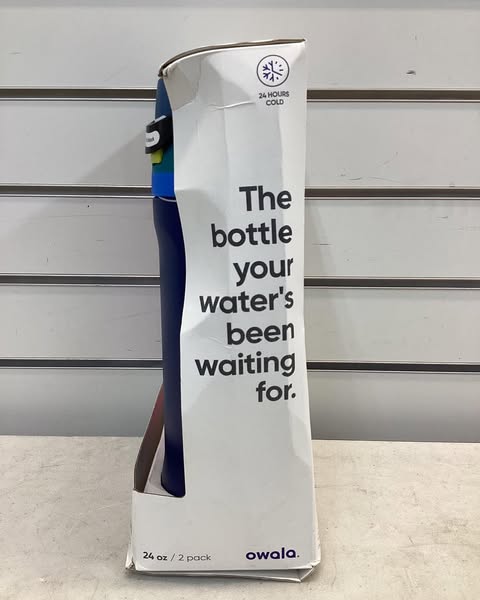 24 HOURS
COLD
The
bottle
your
water's
been
waiting
for.
24 oz / 2 pack
owala.